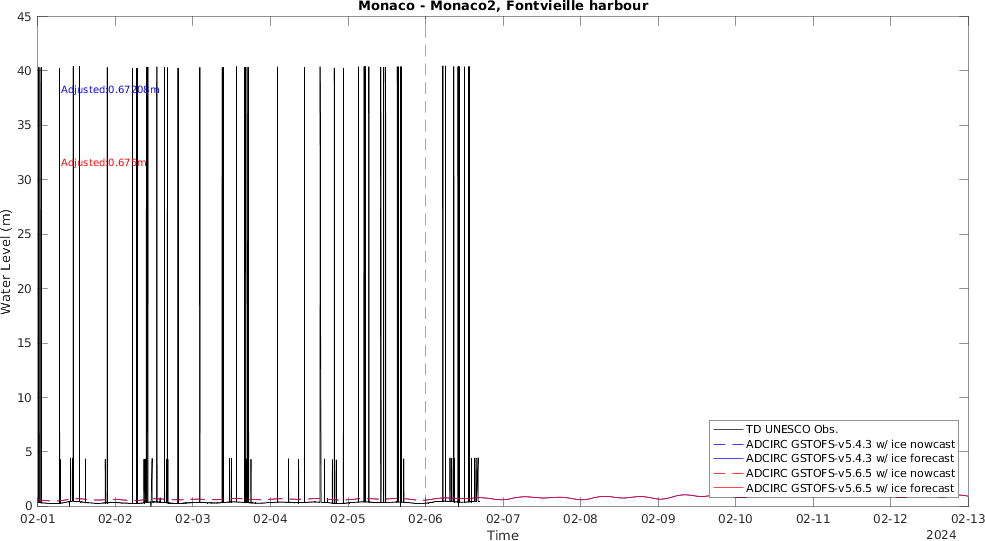 Monaco - Monaco2, Fontvieille harbour
45
40
35
30
25
20
15
10
5
0
Water Level (m)
Adjusted:0.67208m
Adjusted:0.676m
TD UNESCO Obs.
ADCIRC GSTOFS-v5.4.3 w/ ice nowcast
ADCIRC GSTOFS-v5.4.3 w/ ice forecast
ADCIRC GSTOFS-v5.6.5 w/ ice nowcast
ADCIRC GSTOFS-v5.6.5 w/ ice forecast
02-01 02-02 02-03 02-04 02-05 02-06 02-07 02-08 02-09 02-10 02-11 02-12 02-13
Time
2024